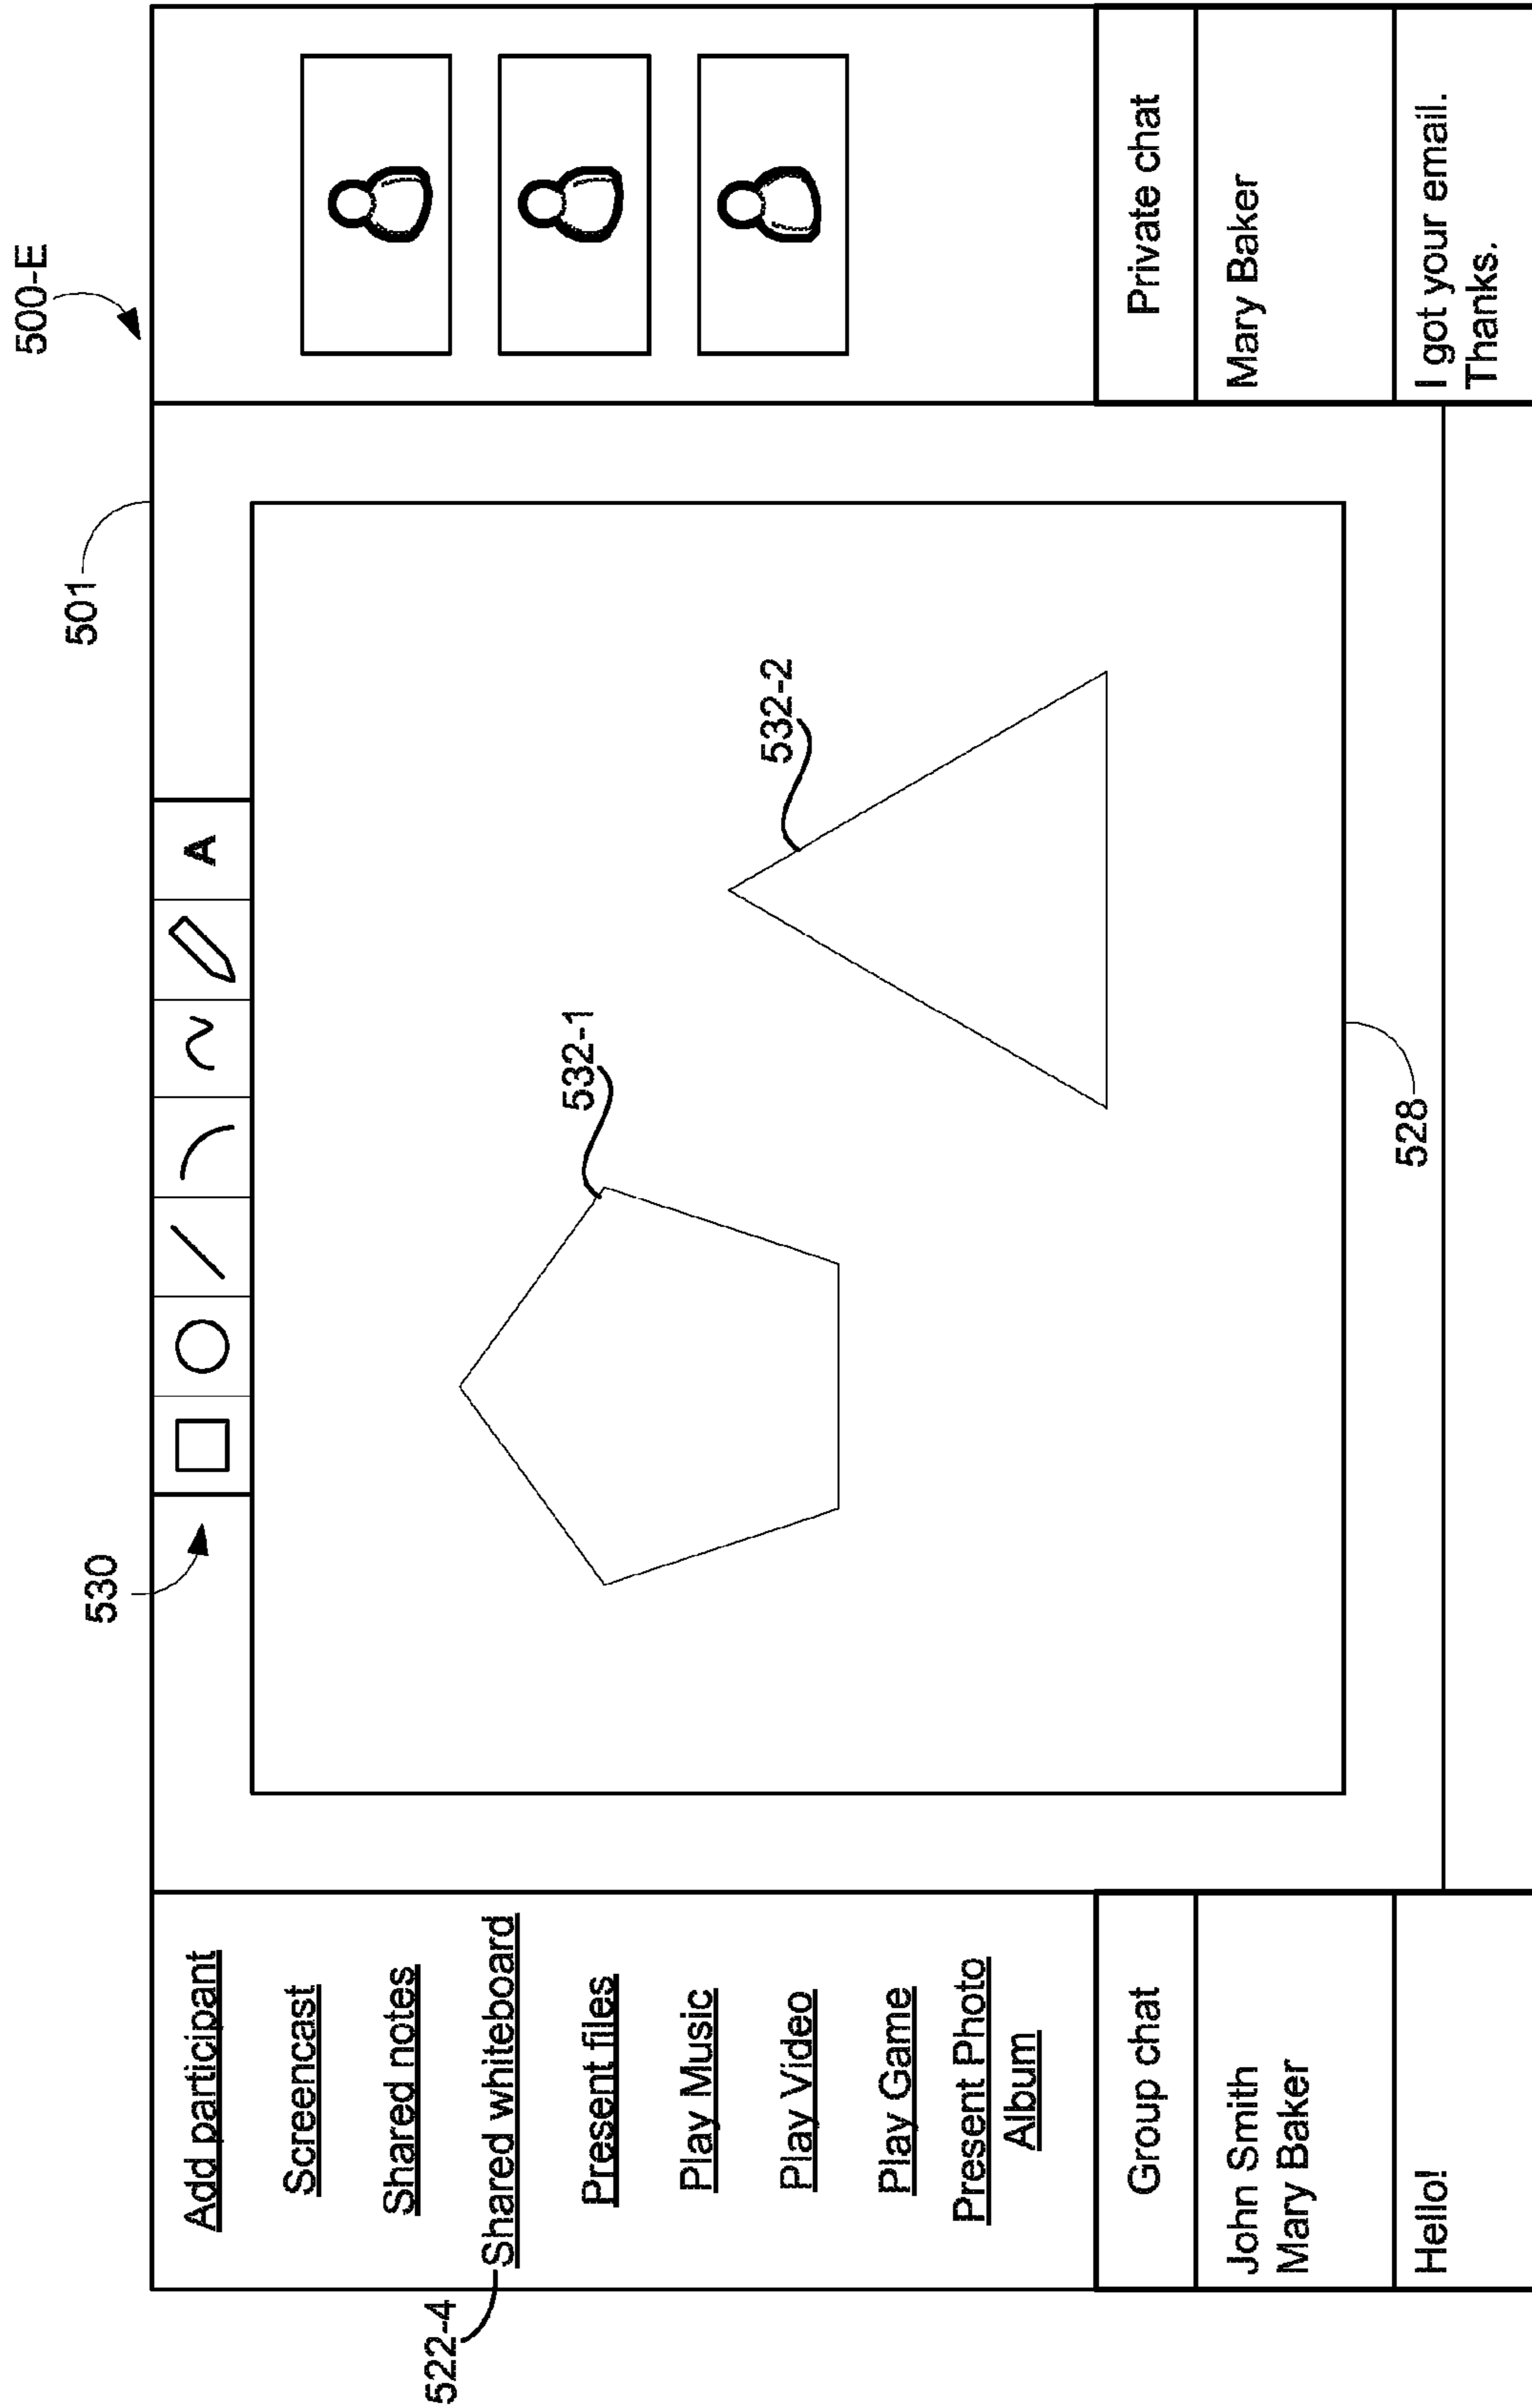 500-E
501
530
A
522-4
Add participant
Screencast
Shared notes
Shared whiteboard
Present files
Play Music
Play Video
Play Game
Present Photo
Album
532-1
532-2
528
Group chat
John Smith
Mary Baker
Hello!
Private chat
Mary Baker
I got your email.
Thanks.